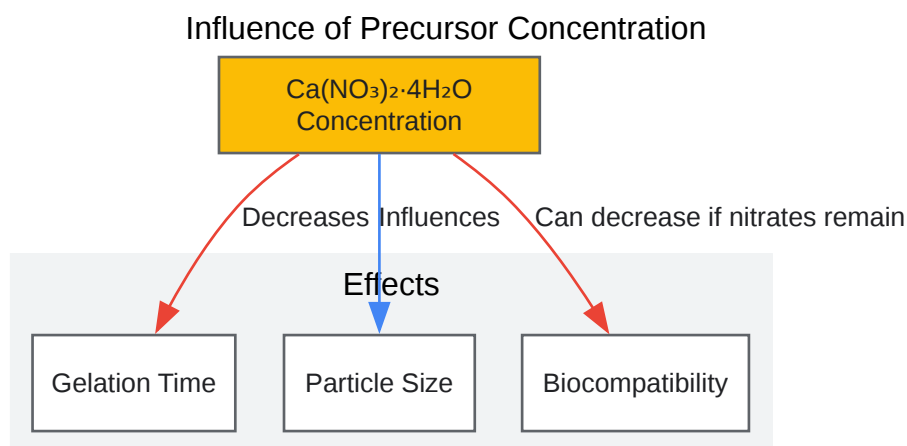 Influence of Precursor Concentration
Ca(NO₃)₂·4H₂O
Concentration
Decreases
Influences
Can decrease if nitrates remain
Effects
Gelation Time
Particle Size
Biocompatibility